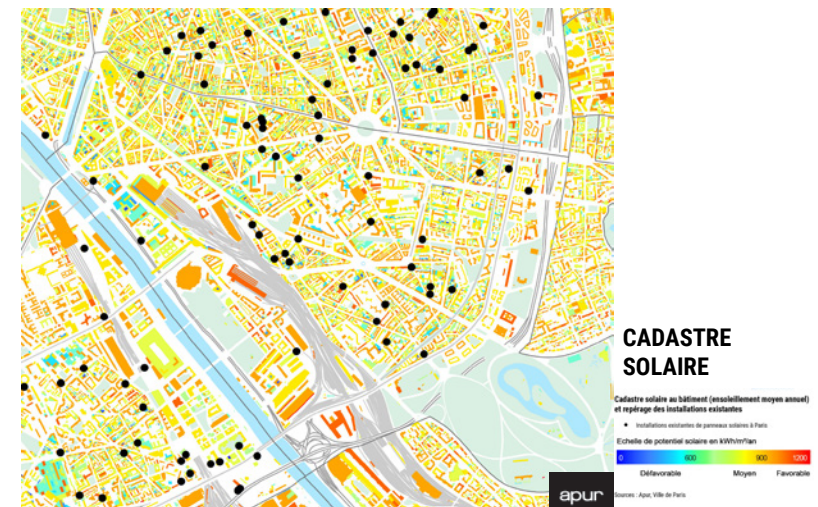 CADASTRE
SOLAIRE
Cadastre solaire au bâtiment (ensoleillement moyen annuel)
et repérage des installations existantes
Installations existantes de panneaux solaires à Paris
Echelle de potentiel solaire en kWh/m²/an
0 600 900 1200
Défavorable Moyen Favorable
apur
Sources : Apur, Ville de Paris